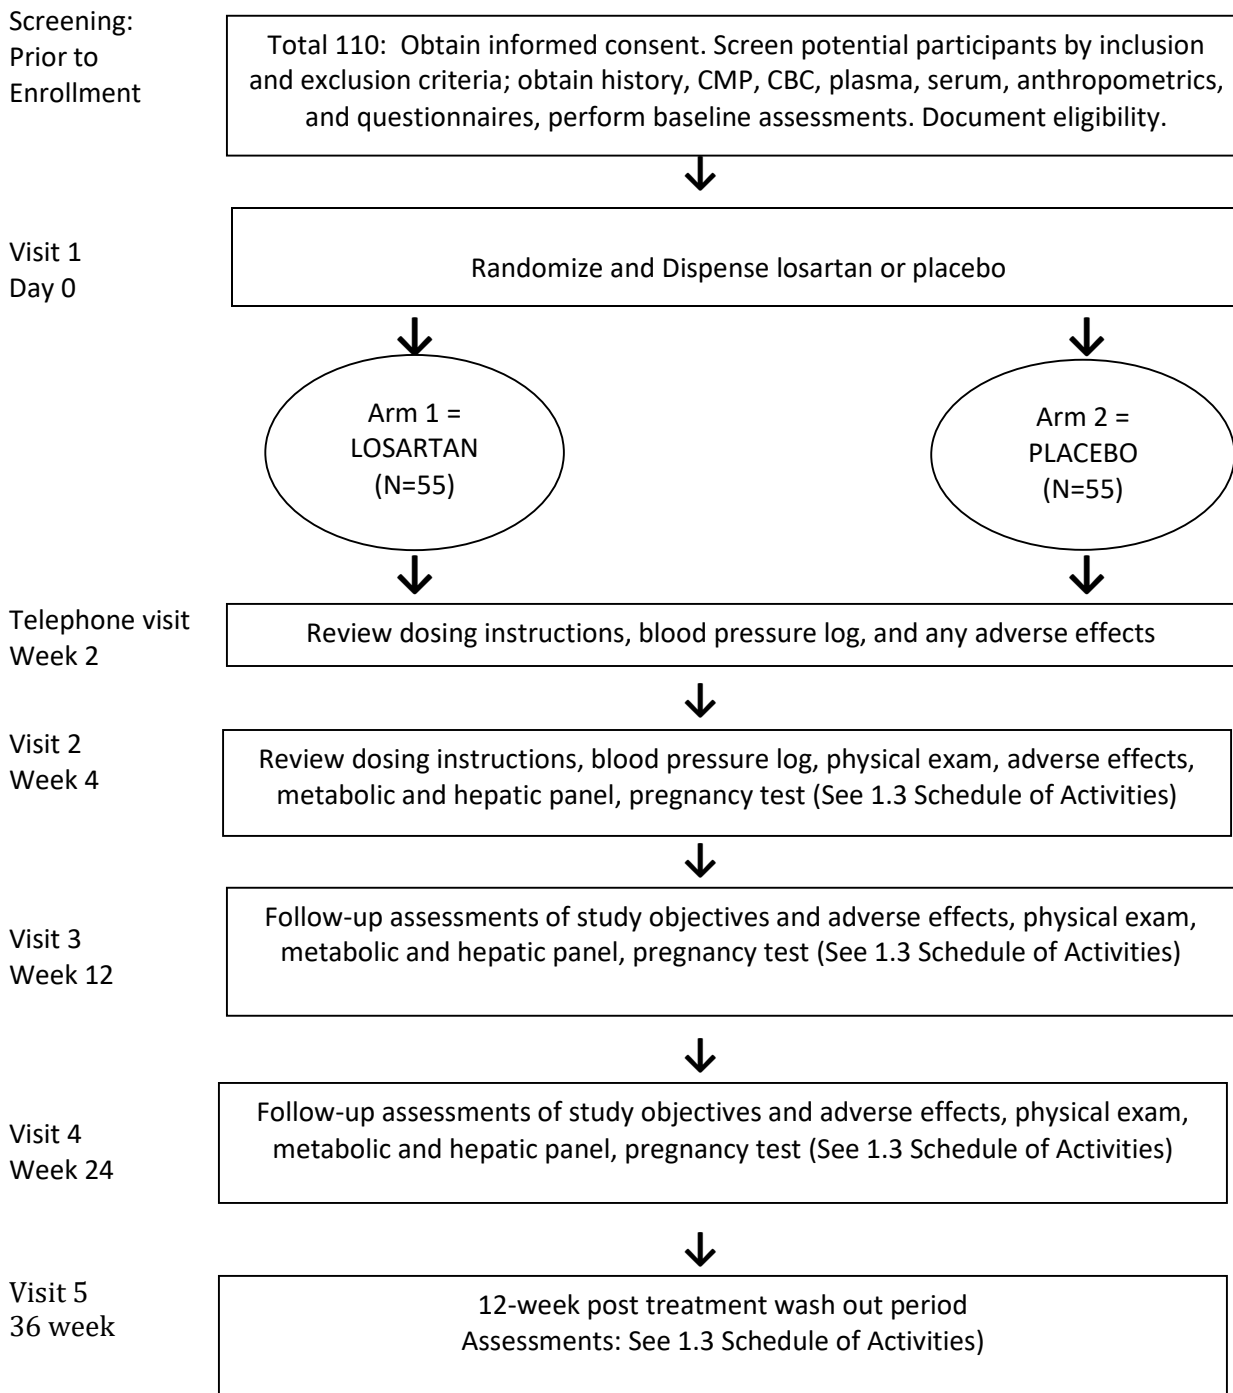 Screening:
Prior to
Enrollment
Total 110:  Obtain informed consent. Screen potential participants by inclusion
and exclusion criteria; obtain history, CMP, CBC, plasma, serum, anthropometrics,
and questionnaires, perform baseline assessments. Document eligibility.
Visit 1
Day 0
Randomize and Dispense losartan or placebo
Arm 1 =
LOSARTAN
(N=55)
Arm 2 =
PLACEBO
(N=55)
Telephone visit
Week 2
Review dosing instructions, blood pressure log, and any adverse effects
Visit 2
Week 4
Review dosing instructions, blood pressure log, physical exam, adverse effects,
metabolic and hepatic panel, pregnancy test (See 1.3 Schedule of Activities)
Visit 3
Week 12
Follow-up assessments of study objectives and adverse effects, physical exam,
metabolic and hepatic panel, pregnancy test (See 1.3 Schedule of Activities)
Visit 4
Week 24
Follow-up assessments of study objectives and adverse effects, physical exam,
metabolic and hepatic panel, pregnancy test (See 1.3 Schedule of Activities)
Visit 5
36 week
12-week post treatment wash out period
Assessments: See 1.3 Schedule of Activities)